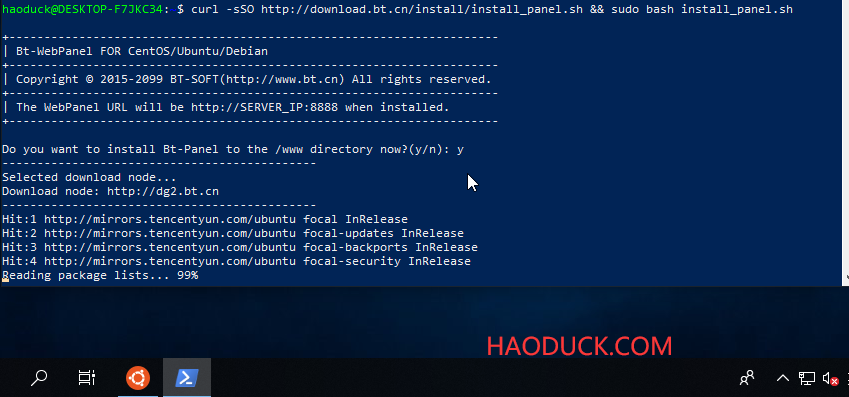 haoduck@DESKTOP-F7JKC34: $ curl -sSO http://download.bt.cn/install/install_panel.sh && sudo bash install_panel.sh
+----------------------------------------------------------------------
| Bt-WebPanel FOR CentOS/Ubuntu/Debian
+----------------------------------------------------------------------
| Copyright © 2015-2099 BT-SOFT(http://www.bt.cn) All rights reserved.
+----------------------------------------------------------------------
| The WebPanel URL will be http://SERVER_IP:8888 when installed.
+----------------------------------------------------------------------
Do you want to install Bt-Panel to the /www directory now?(y/n): y
---------------------------------------------
Selected download node...
Download node: http://dg2.bt.cn
---------------------------------------------
Hit:1 http://mirrors.tencentyun.com/ubuntu focal InRelease
Hit:2 http://mirrors.tencentyun.com/ubuntu focal-updates InRelease
Hit:3 http://mirrors.tencentyun.com/ubuntu focal-backports InRelease
Hit:4 http://mirrors.tencentyun.com/ubuntu focal-security InRelease
Reading package lists... 99%
HAODUCK.COM